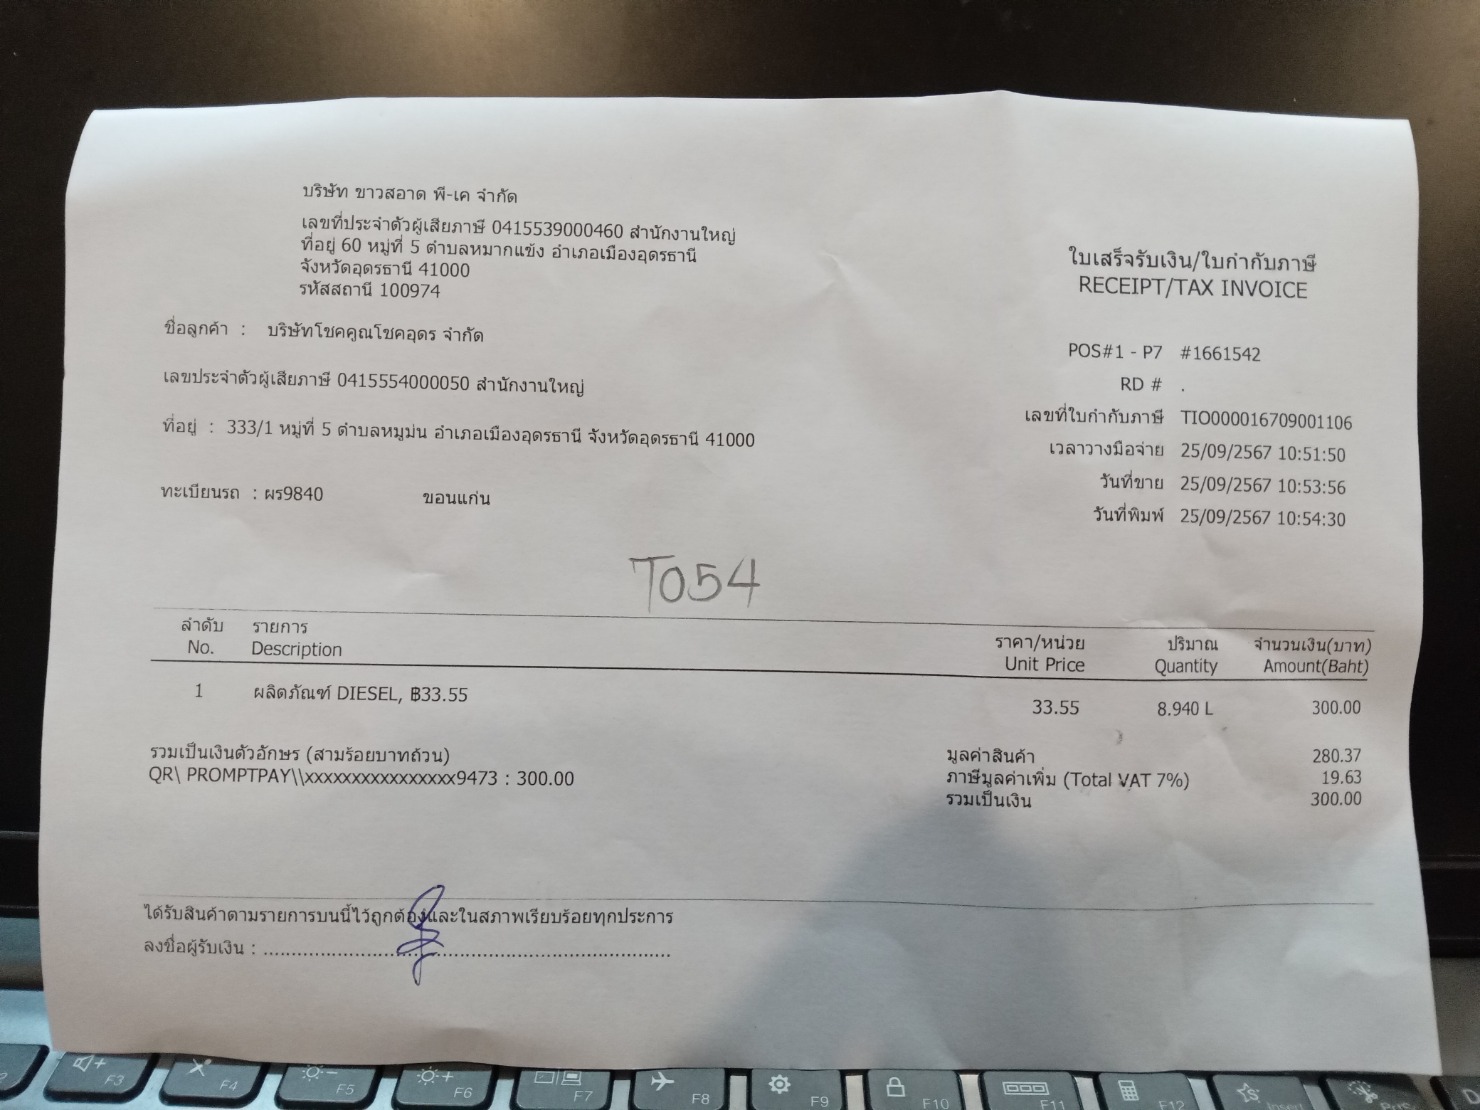 บริษัท ขาวสอาด พี-เค จำกัด
เลขที่ประจำตัวผู้เสียภาษี 0415539000460 สำนักงานใหญ่
ที่อยู่ 60 หมู่ที่ 5 ตำบลหมากแข้ง อำเภอเมืองอุดรธานี
จังหวัดอุดรธานี 41000
รหัสสถานี 100974
ใบเสร็จรับเงิน/ใบกำกับภาษี
RECEIPT/TAX INVOICE
ชื่อลูกค้า : บริษัทโชคคูณโชคอุดร จำกัด
เลขประจำตัวผู้เสียภาษี 0415554000050 สำนักงานใหญ่
ที่อยู่ : 333/1 หมู่ที่ 5 ตำบลหมูม่น อำเภอเมืองอุดรธานี จังหวัดอุดรธานี 41000
ทะเบียนรถ : ผร9840 ขอนแก่น
POS#1 - P7 #1661542
RD # .
เลขที่ใบกำกับภาษี TIO000016709001106
เวลาวางมือจ่าย 25/09/2567 10:51:50
วันที่ขาย 25/09/2567 10:53:56
วันที่พิมพ์ 25/09/2567 10:54:30
T054
ลำดับ รายการ ราคา/หน่วย ปริมาณ จำนวนเงิน(บาท)
No. Description Unit Price Quantity Amount(Baht)
1 ผลิตภัณฑ์ DIESEL, ฿33.55 33.55 8.940 L 300.00
รวมเป็นเงินตัวอักษร (สามร้อยบาทถ้วน)
QR\ PROMPTPAY\\xxxxxxxxxxxxxxxx9473 : 300.00
มูลค่าสินค้า 280.37
ภาษีมูลค่าเพิ่ม (Total VAT 7%) 19.63
รวมเป็นเงิน 300.00
ได้รับสินค้าตามรายการบนนี้ไว้ถูกต้องและในสภาพเรียบร้อยทุกประการ
ลงชื่อผู้รับเงิน : ......................................................................
F3 F4 F5 F6 F7 F8 F9 F10 F11 F12 Insert